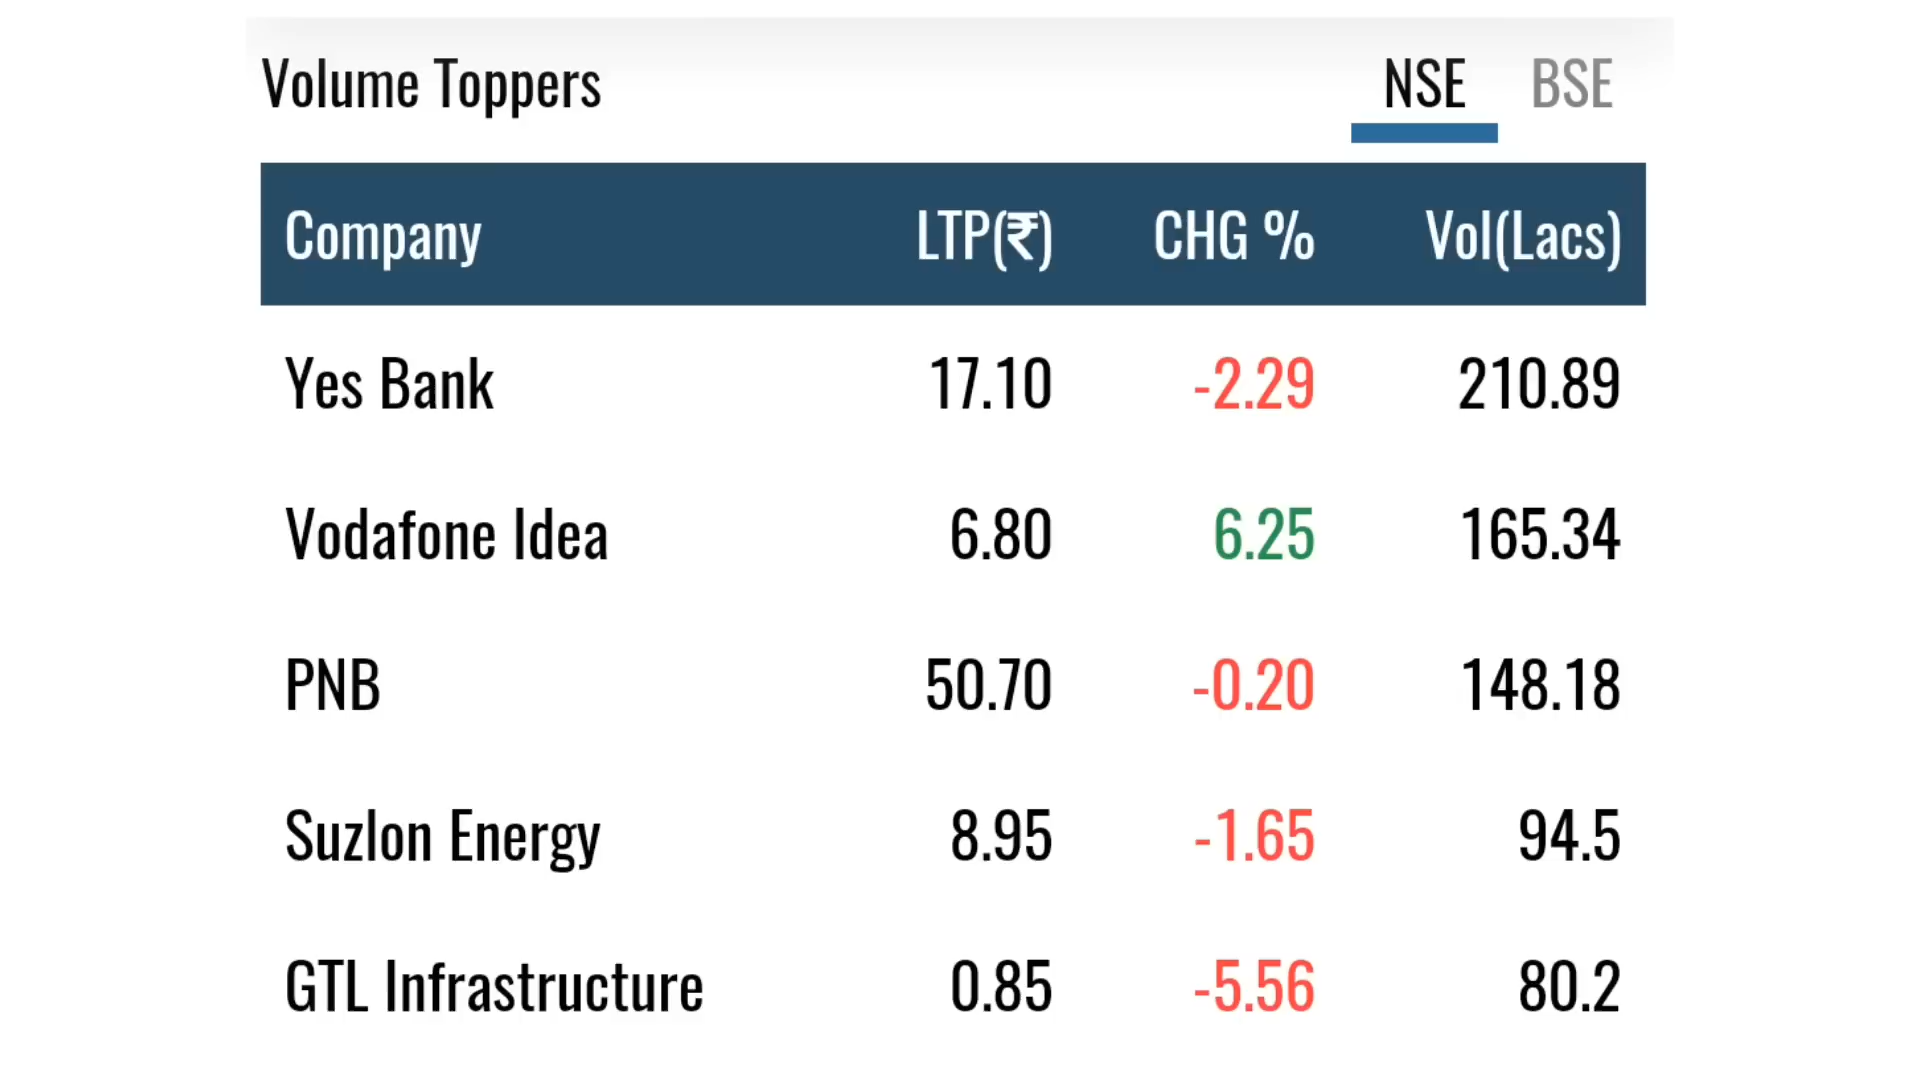 Volume Toppers NSE BSE
Company LTP(₹) CHG % Vol(Lacs)
Yes Bank 17.10 -2.29 210.89
Vodafone Idea 6.80 6.25 165.34
PNB 50.70 -0.20 148.18
Suzlon Energy 8.95 -1.65 94.5
GTL Infrastructure 0.85 -5.56 80.2